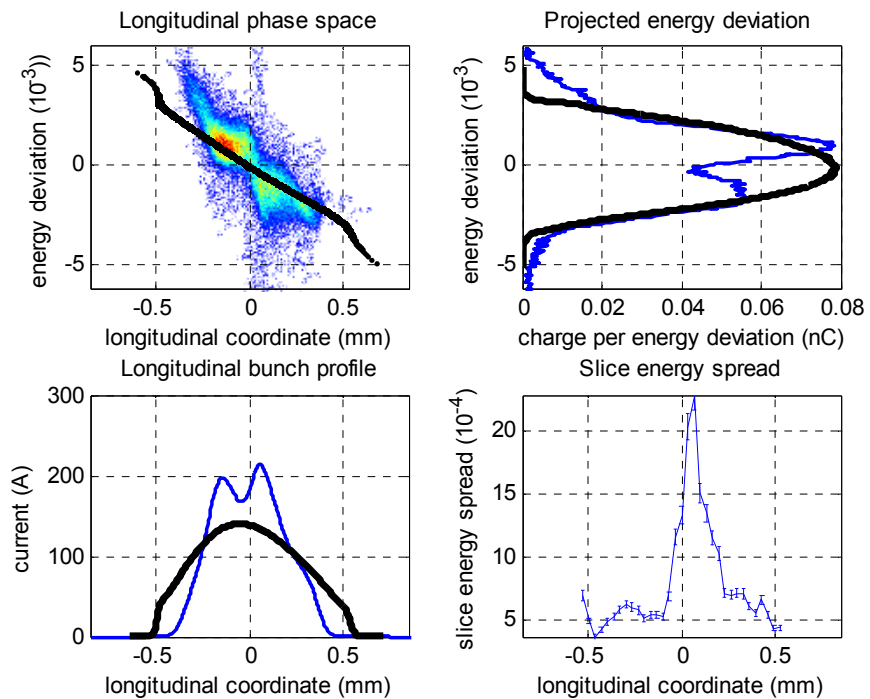 Longitudinal phase space
energy deviation (10⁻³))
5
0
-5
-0.5
0
0.5
longitudinal coordinate (mm)
Projected energy deviation
energy deviation (10⁻³)
5
0
-5
0
0.02
0.04
0.06
0.08
charge per energy deviation (nC)
Longitudinal bunch profile
current (A)
300
200
100
0
-0.5
0
0.5
longitudinal coordinate (mm)
Slice energy spread
slice energy spread (10⁻⁴)
20
15
10
5
-0.5
0
0.5
longitudinal coordinate (mm)